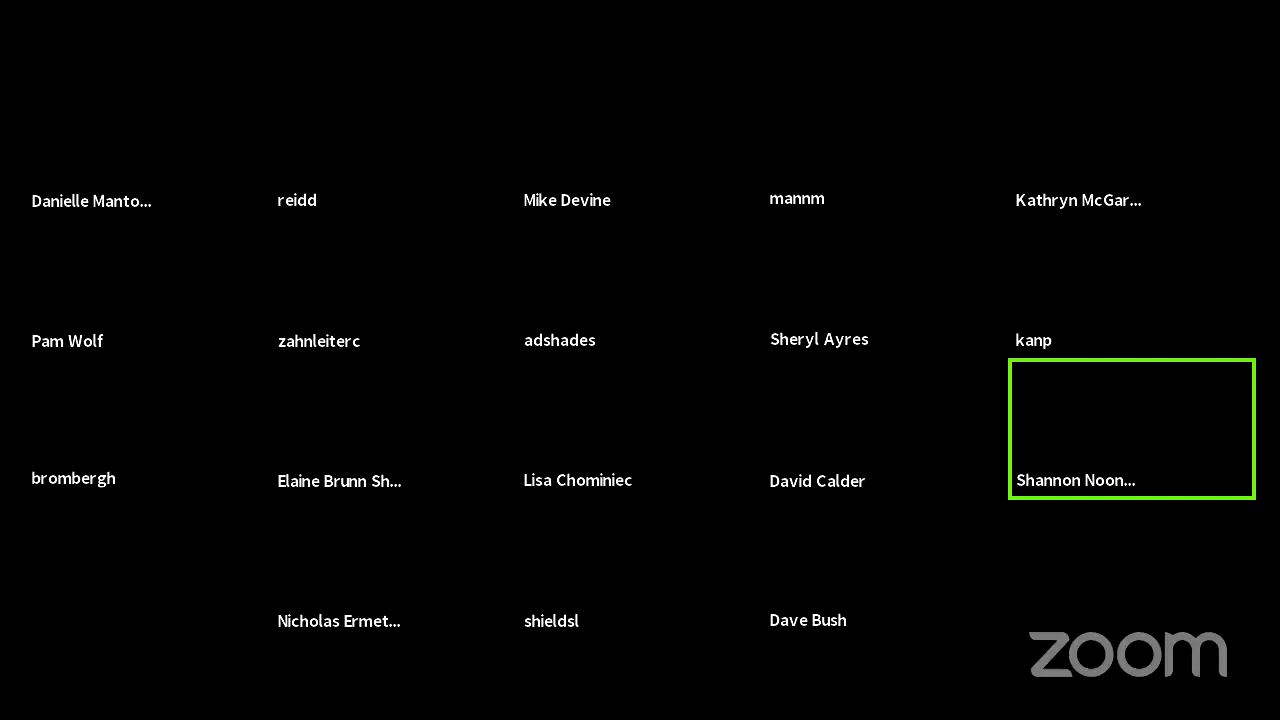 Danielle Manto...
reidd
Mike Devine
mannm
Kathryn McGar...
Pam Wolf
zahnleiterc
adshades
Sheryl Ayres
kanp
brombergh
Elaine Brunn Sh...
Lisa Chominiec
David Calder
Shannon Noon...
Nicholas Ermet...
shieldsl
Dave Bush
zoom